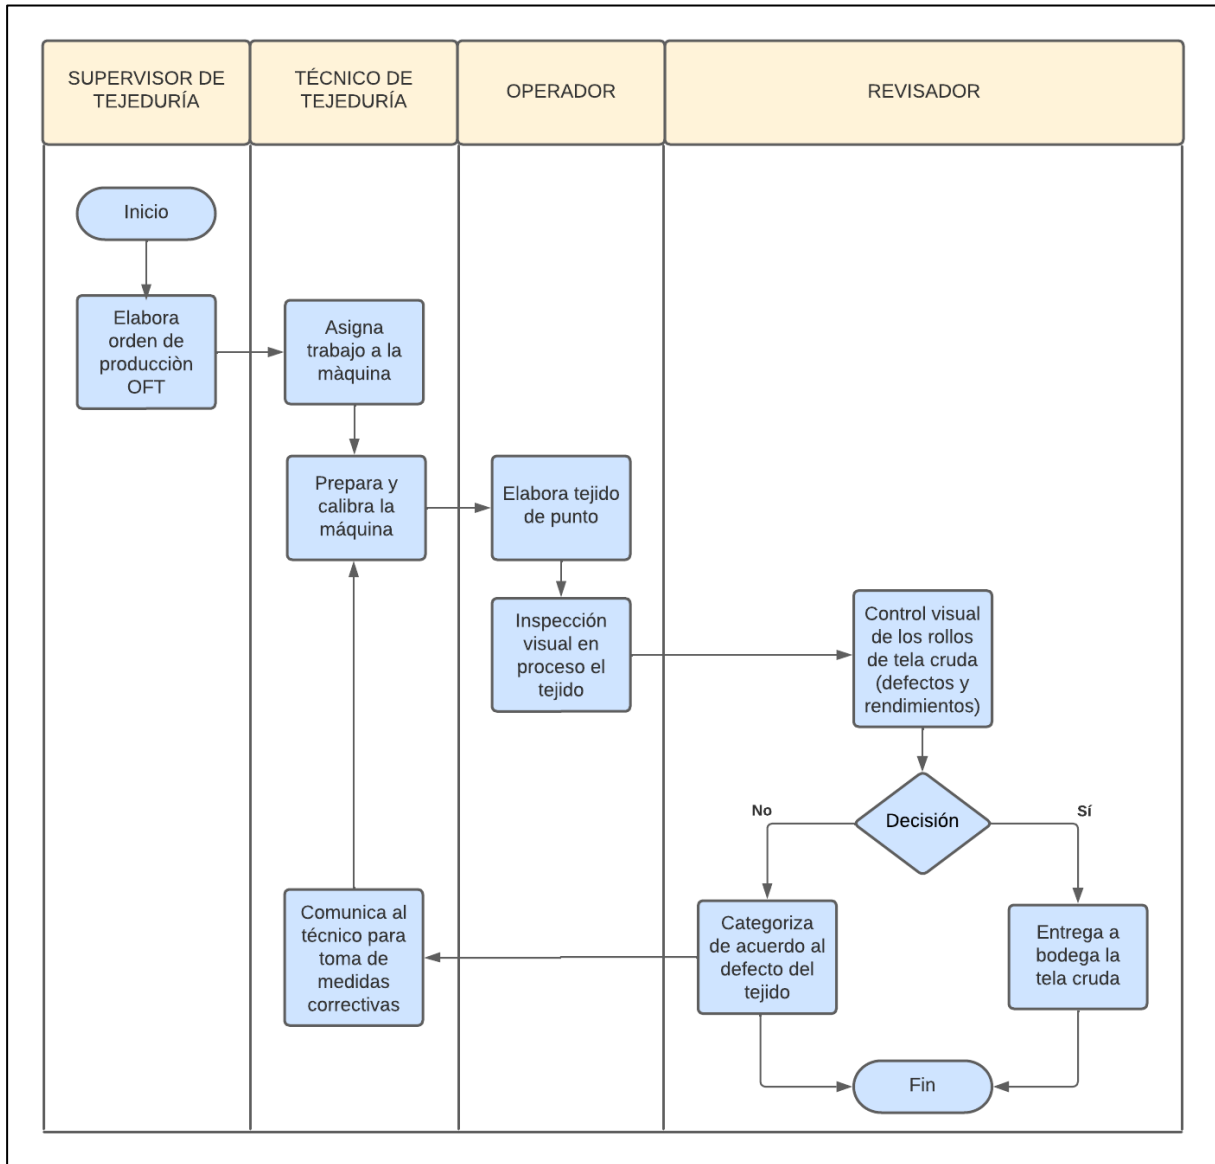 SUPERVISOR DE
TEJEDURÍA
TÉCNICO DE
TEJEDURÍA
OPERADOR
REVISADOR
Inicio
Elabora
orden de
producciòn
OFT
Asigna
trabajo a la
màquina
Prepara y
calibra la
máquina
Elabora tejido
de punto
Inspección
visual en
proceso el
tejido
Control visual
de los rollos
de tela cruda
(defectos y
rendimientos)
Decisión
No
Sí
Comunica al
técnico para
toma de
medidas
correctivas
Categoriza
de acuerdo al
defecto del
tejido
Entrega a
bodega la
tela cruda
Fin